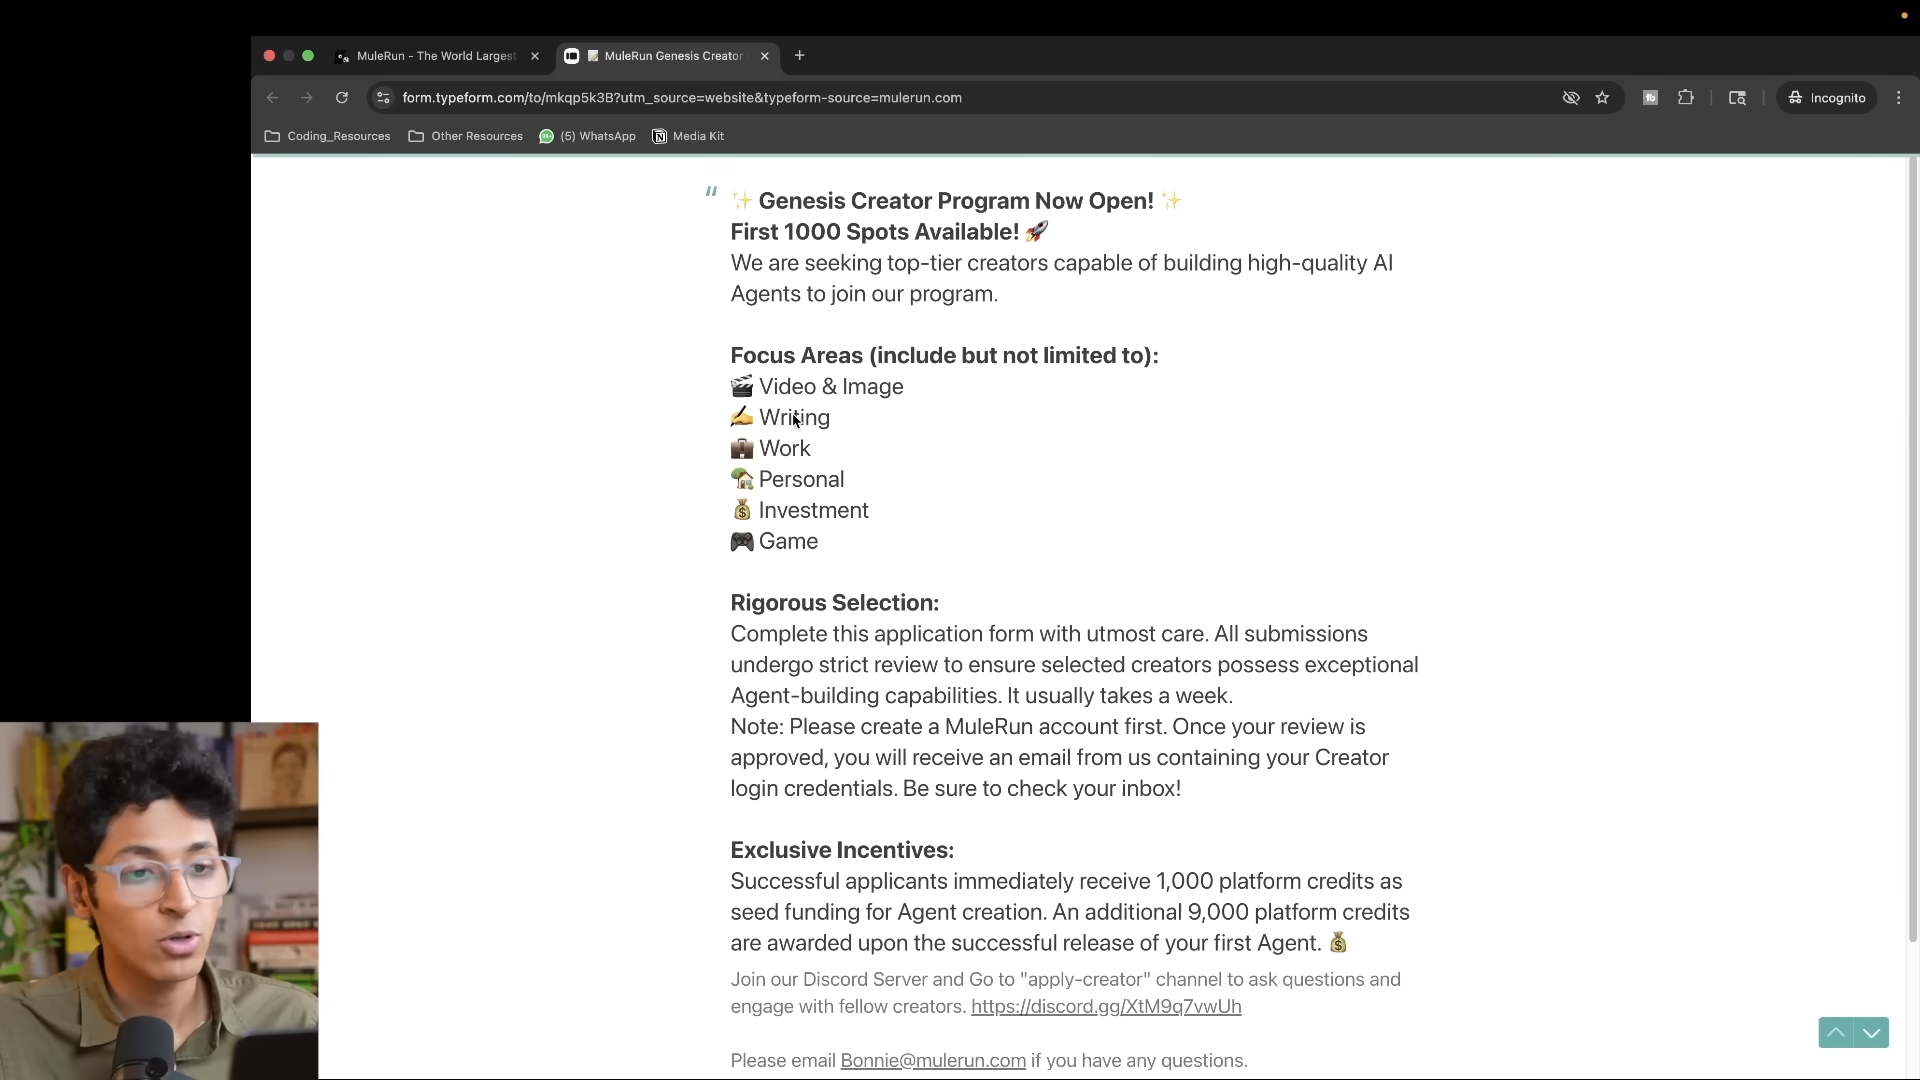 MuleRun - The World Largest
MuleRun Genesis Creator
form.typeform.com/to/mkqp5k3B?utm_source=website&typeform-source=mulerun.com
Incognito
Coding_Resources
Other Resources
(5) WhatsApp
Media Kit
“ ✨ Genesis Creator Program Now Open! ✨
First 1000 Spots Available! 🚀
We are seeking top-tier creators capable of building high-quality AI
Agents to join our program.
Focus Areas (include but not limited to):
🎬 Video & Image
✍️ Writing
💼 Work
🏡 Personal
💰 Investment
🎮 Game
Rigorous Selection:
Complete this application form with utmost care. All submissions
undergo strict review to ensure selected creators possess exceptional
Agent-building capabilities. It usually takes a week.
Note: Please create a MuleRun account first. Once your review is
approved, you will receive an email from us containing your Creator
login credentials. Be sure to check your inbox!
Exclusive Incentives:
Successful applicants immediately receive 1,000 platform credits as
seed funding for Agent creation. An additional 9,000 platform credits
are awarded upon the successful release of your first Agent. 💰
Join our Discord Server and Go to "apply-creator" channel to ask questions and
engage with fellow creators. https://discord.gg/XtM9q7vwUh
Please email Bonnie@mulerun.com if you have any questions.